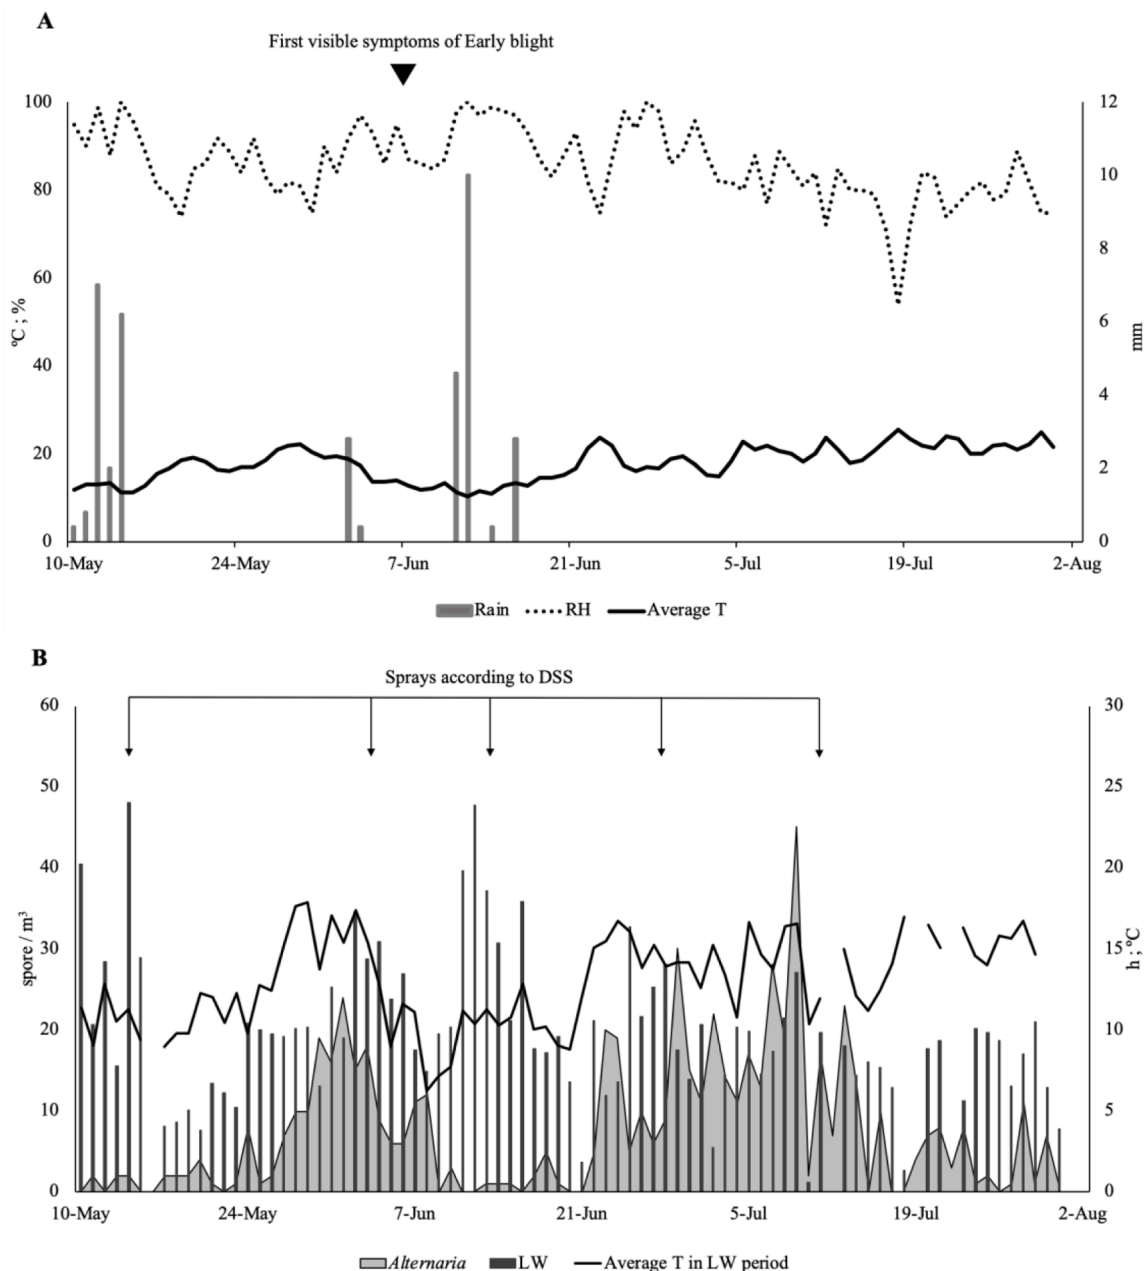 A
First visible symptoms of Early blight
100
80
60
40
20
0
ºC ; %
12
10
8
6
4
2
0
mm
10-May 24-May 7-Jun 21-Jun 5-Jul 19-Jul 2-Aug
Rain RH Average T
B
Sprays according to DSS
60
50
40
30
20
10
0
spore / m³
30
25
20
15
10
5
0
h ; ºC
10-May 24-May 7-Jun 21-Jun 5-Jul 19-Jul 2-Aug
Alternaria LW Average T in LW period